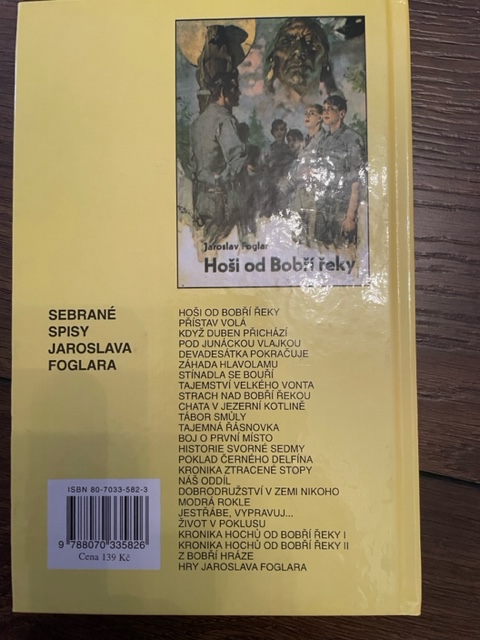 Jaroslav Foglar
Hoši od Bobří řeky
SEBRANÉ
SPISY
JAROSLAVA
FOGLARA
HOŠI OD BOBŘÍ ŘEKY
PŘÍSTAV VOLÁ
KDYŽ DUBEN PŘICHÁZÍ
POD JUNÁCKOU VLAJKOU
DEVADESÁTKA POKRAČUJE
ZÁHADA HLAVOLAMU
STÍNADLA SE BOUŘÍ
TAJEMSTVÍ VELKÉHO VONTA
STRACH NAD BOBŘÍ ŘEKOU
CHATA V JEZERNÍ KOTLINĚ
TÁBOR SMŮLY
TAJEMNÁ ŘÁSNOVKA
BOJ O PRVNÍ MÍSTO
HISTORIE SVORNÉ SEDMY
POKLAD ČERNÉHO DELFÍNA
KRONIKA ZTRACENÉ STOPY
NÁŠ ODDÍL
DOBRODRUŽSTVÍ V ZEMI NIKOHO
MODRÁ ROKLE
JESTŘÁBE, VYPRAVUJ...
ŽIVOT V POKLUSU
KRONIKA HOCHŮ OD BOBŘÍ ŘEKY I
KRONIKA HOCHŮ OD BOBŘÍ ŘEKY II
Z BOBŘÍ HRÁZE
HRY JAROSLAVA FOGLARA
ISBN 80-7033-582-3
9 788070 335826
Cena 139 Kč